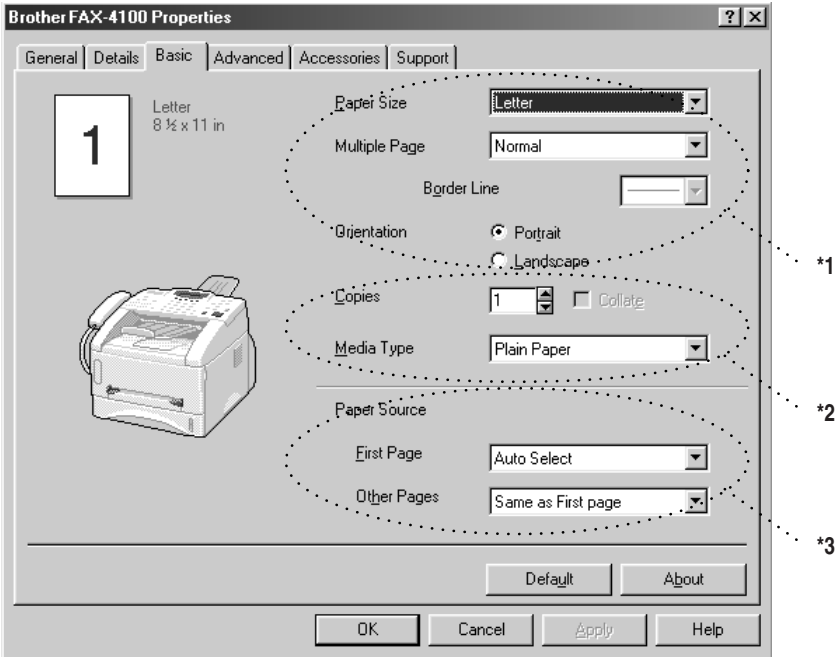 Brother FAX-4100 Properties
General Details Basic Advanced Accessories Support
1
Letter
8 ½ x 11 in
Paper Size Letter
Multiple Page Normal
Border Line
Orientation Portrait
Landscape
*1
Copies 1 Collate
Media Type Plain Paper
*2
Paper Source
First Page Auto Select
Other Pages Same as First page
*3
Default About
OK Cancel Apply Help